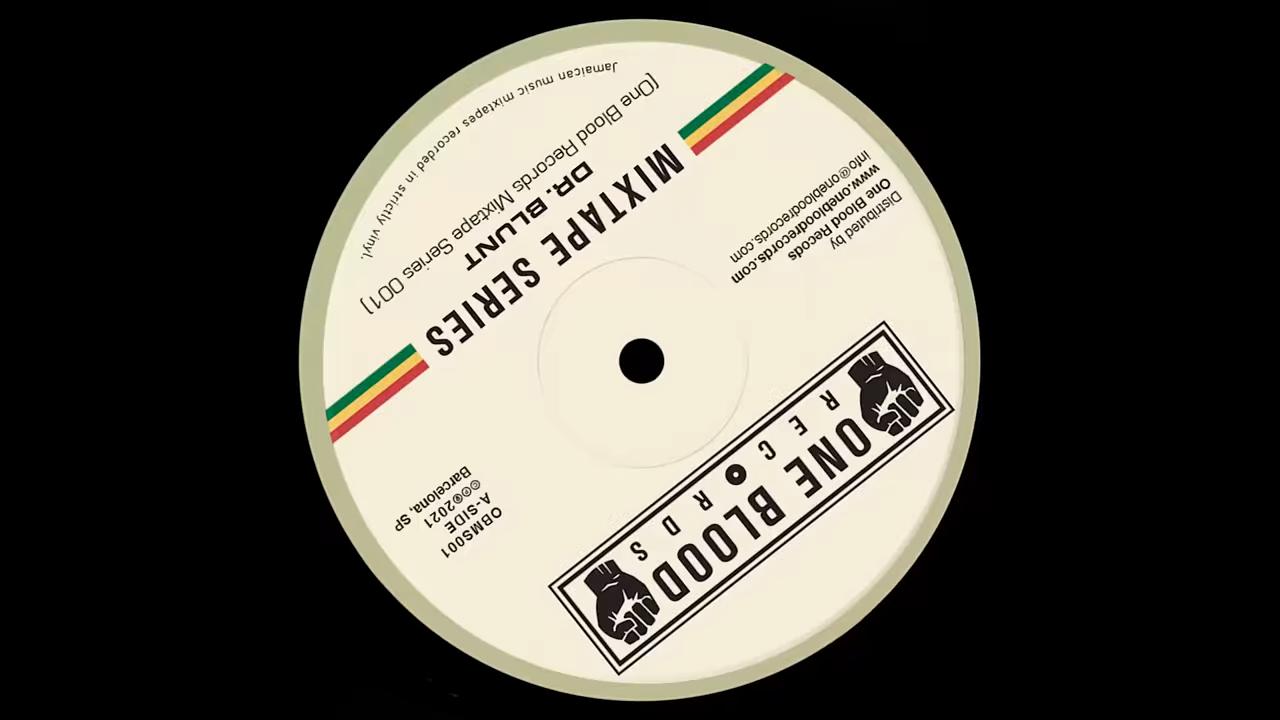 ONE BLOOD
RECORDS
OBMS001
A-SIDE
©℗®2021
Barcelona, SP
Distributed by
One Blood Recods
www.onebloodrecords.com
info@onebloodrecords.com
MIXTAPE SERIES
DR. BLUNT
(One Blood Records Mixtape Series 001)
Jamaican music mixtapes recorded in strictly vinyl.